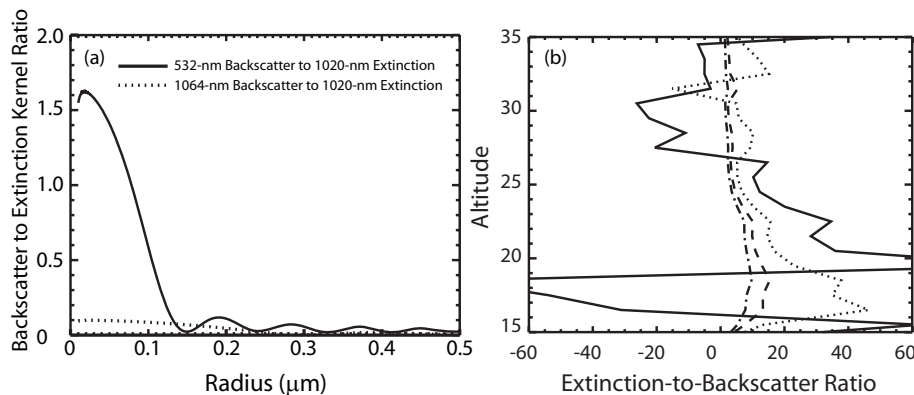 (a)
532-nm Backscatter to 1020-nm Extinction
1064-nm Backscatter to 1020-nm Extinction
Backscatter to Extinction Kernel Ratio
2.0
1.5
1.0
0.5
0
0 0.1 0.2 0.3 0.4 0.5
Radius (μm)
(b)
Altitude
35
30
25
20
15
-60 -40 -20 0 20 40 60
Extinction-to-Backscatter Ratio